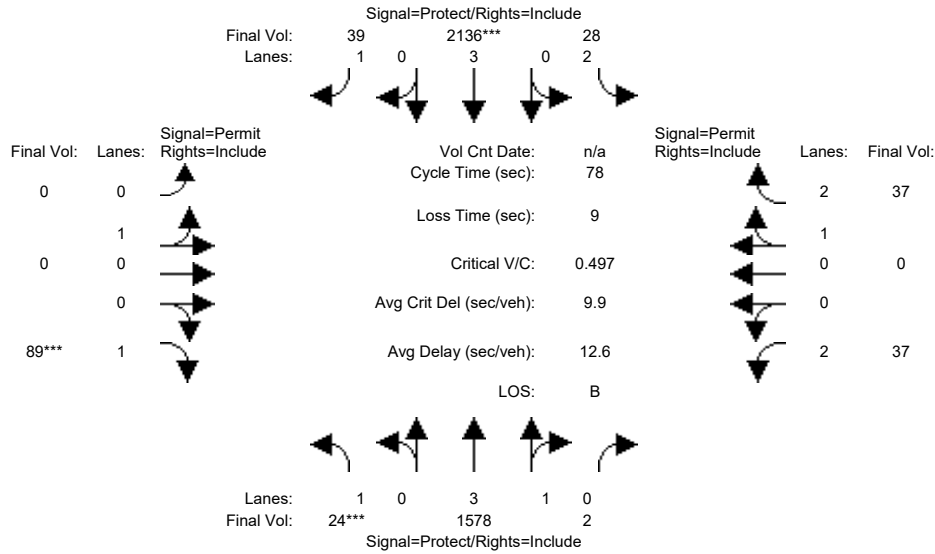 Signal=Protect/Rights=Include
Final Vol: 39 2136*** 28
Lanes: 1 0 3 0 2
Signal=Permit Signal=Permit
Final Vol: Lanes: Rights=Include Vol Cnt Date: n/a Rights=Include Lanes: Final Vol:
Cycle Time (sec): 78
0 0 2 37
Loss Time (sec): 9
1 1
0 0 Critical V/C: 0.497 0 0
0 Avg Crit Del (sec/veh): 9.9 0
89*** 1 Avg Delay (sec/veh): 12.6 2 37
LOS: B
Lanes: 1 0 3 1 0
Final Vol: 24*** 1578 2
Signal=Protect/Rights=Include